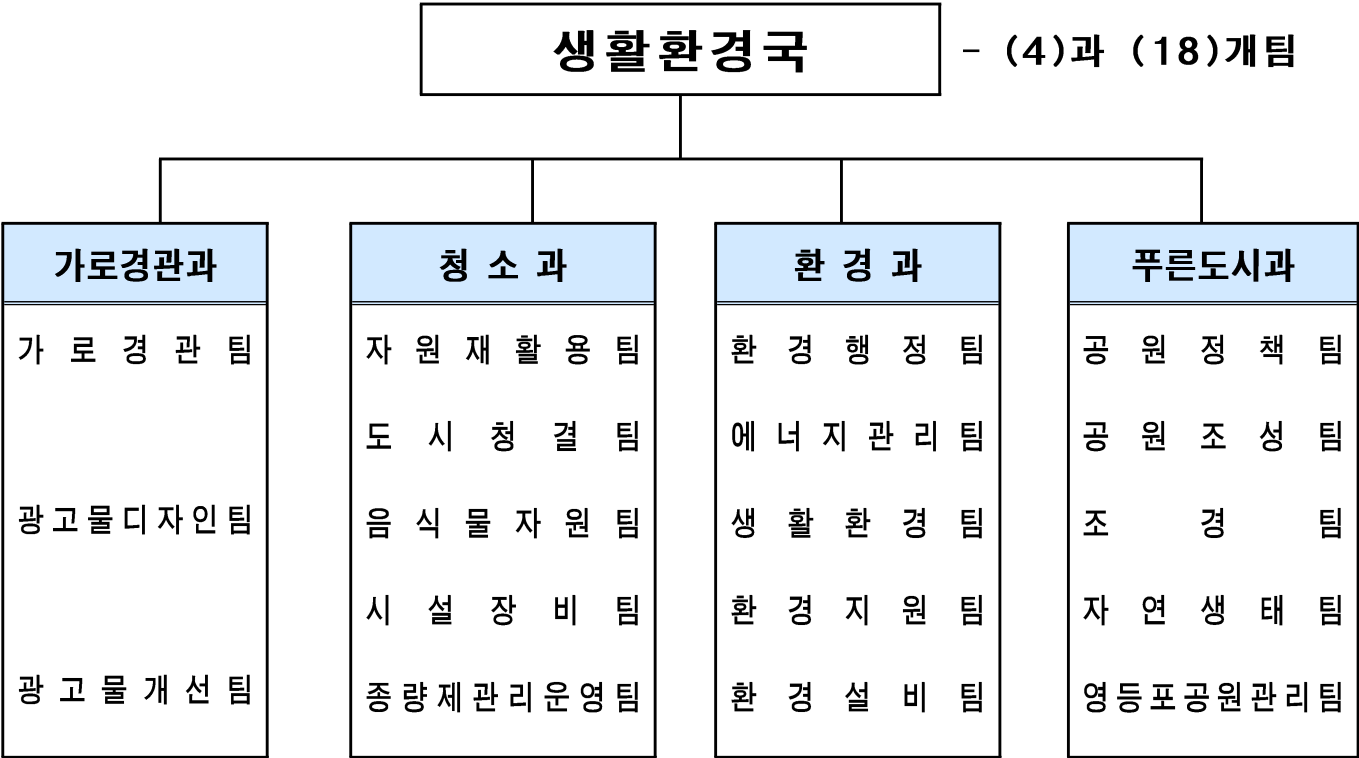 생활환경국
- (4)과 (18)개팀
가로경관과
가로경관팀
광고물디자인팀
광고물개선팀
청 소 과
자원재활용팀
도시청결팀
음식물자원팀
시설장비팀
종량제관리운영팀
환 경 과
환경행정팀
에너지관리팀
생활환경팀
환경지원팀
환경설비팀
푸른도시과
공원정책팀
공원조성팀
조경팀
자연생태팀
영등포공원관리팀